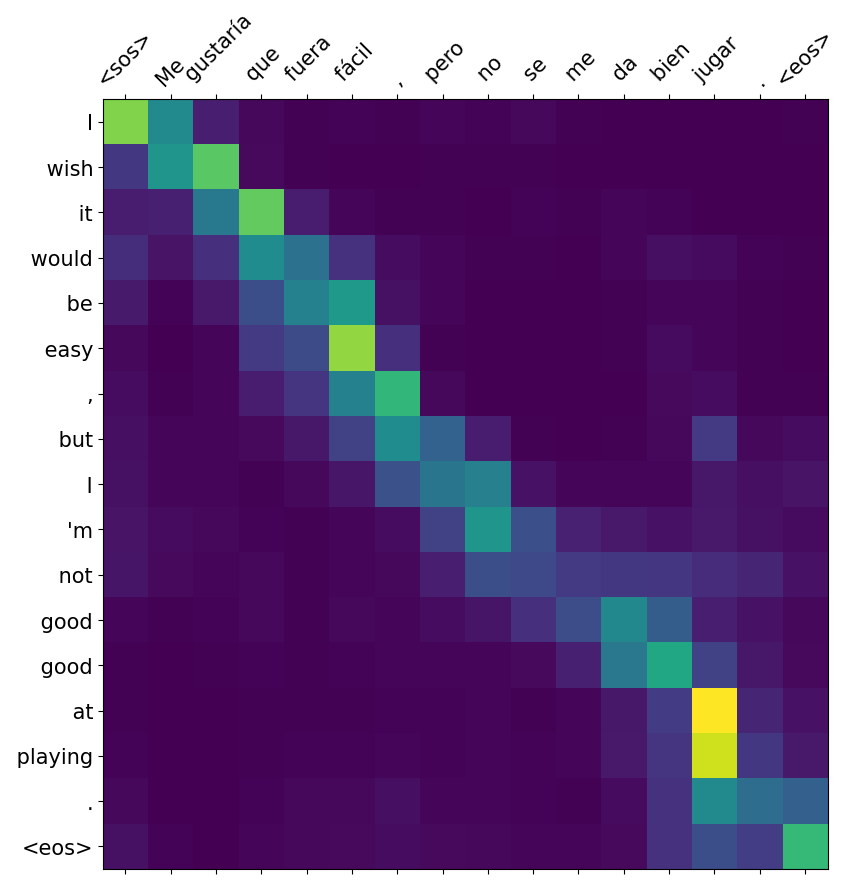 <sos> Me gustaría que fuera fácil , pero no se me da bien jugar . <eos>
I
wish
it
would
be
easy
,
but
I
'm
not
good
good
at
playing
.
<eos>